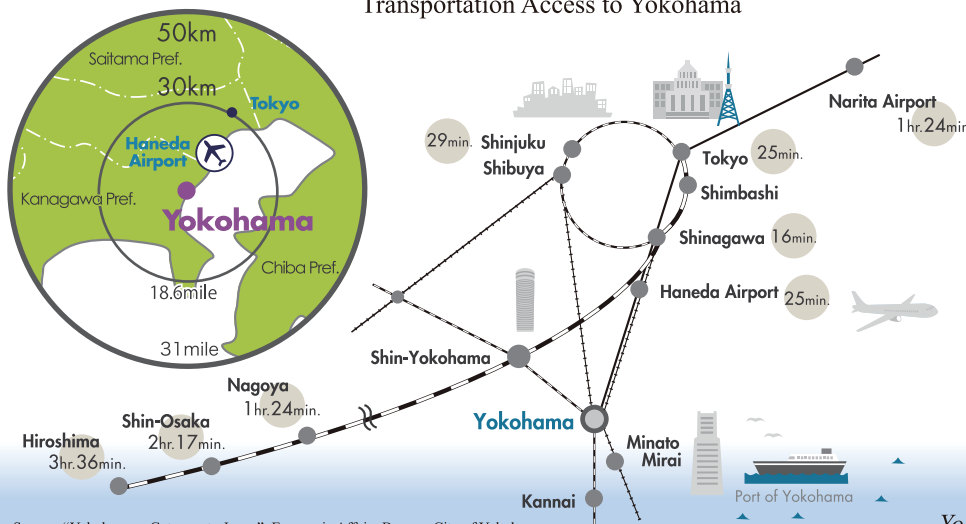 Transportation Access to Yokohama
50km
Saitama Pref.
30km
Tokyo
Haneda
Airport
Kanagawa Pref.
Yokohama
Chiba Pref.
18.6mile
31mile
Narita Airport
1hr.24min.
29min.
Shinjuku
Shibuya
Tokyo
25min.
Shimbashi
Shinagawa
16min.
Haneda Airport
25min.
Shin-Yokohama
Nagoya
1hr.24min.
Shin-Osaka
2hr.17min.
Hiroshima
3hr.36min.
Yokohama
Minato
Mirai
Kannai
Port of Yokohama